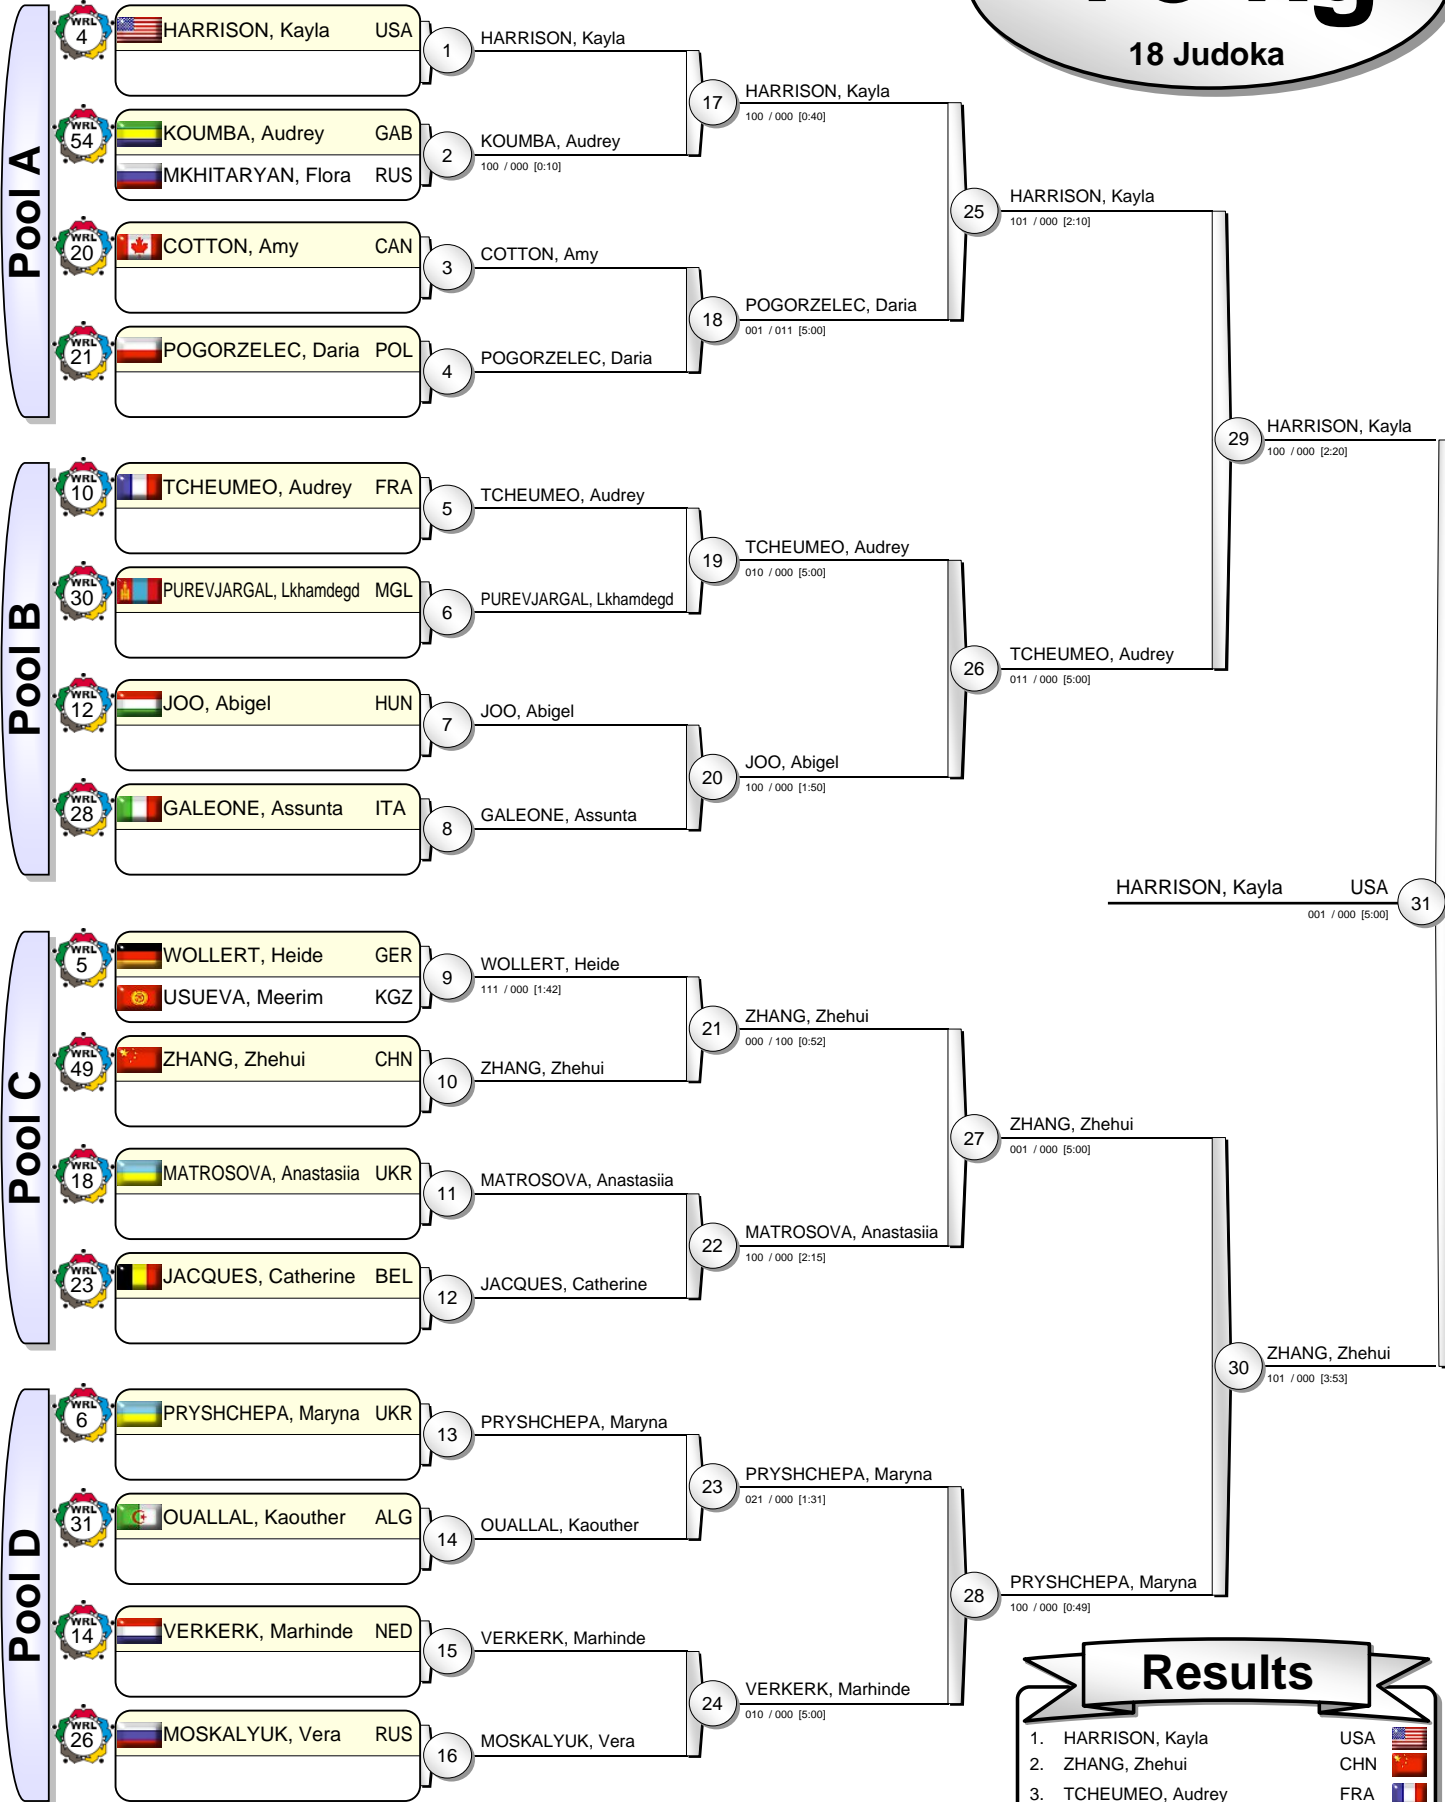 18 Judoka
Pool A
WRL 4
HARRISON, Kayla USA
1
HARRISON, Kayla
WRL 54
KOUMBA, Audrey GAB
MKHITARYAN, Flora RUS
2
KOUMBA, Audrey
100 / 000 [0:10]
17
HARRISON, Kayla
100 / 000 [0:40]
WRL 20
COTTON, Amy CAN
3
COTTON, Amy
WRL 21
POGORZELEC, Daria POL
4
POGORZELEC, Daria
18
POGORZELEC, Daria
001 / 011 [5:00]
25
HARRISON, Kayla
101 / 000 [2:10]
Pool B
WRL 10
TCHEUMEO, Audrey FRA
5
TCHEUMEO, Audrey
WRL 30
PUREVJARGAL, Lkhamdegd MGL
6
PUREVJARGAL, Lkhamdegd
19
TCHEUMEO, Audrey
010 / 000 [5:00]
WRL 12
JOO, Abigel HUN
7
JOO, Abigel
WRL 28
GALEONE, Assunta ITA
8
GALEONE, Assunta
20
JOO, Abigel
100 / 000 [1:50]
26
TCHEUMEO, Audrey
011 / 000 [5:00]
29
HARRISON, Kayla
100 / 000 [2:20]
HARRISON, Kayla USA
001 / 000 [5:00]
31
Pool C
WRL 5
WOLLERT, Heide GER
USUEVA, Meerim KGZ
9
WOLLERT, Heide
111 / 000 [1:42]
WRL 49
ZHANG, Zhehui CHN
10
ZHANG, Zhehui
21
ZHANG, Zhehui
000 / 100 [0:52]
WRL 18
MATROSOVA, Anastasiia UKR
11
MATROSOVA, Anastasiia
WRL 23
JACQUES, Catherine BEL
12
JACQUES, Catherine
22
MATROSOVA, Anastasiia
100 / 000 [2:15]
27
ZHANG, Zhehui
001 / 000 [5:00]
Pool D
WRL 6
PRYSHCHEPA, Maryna UKR
13
PRYSHCHEPA, Maryna
WRL 31
OUALLAL, Kaouther ALG
14
OUALLAL, Kaouther
23
PRYSHCHEPA, Maryna
021 / 000 [1:31]
WRL 14
VERKERK, Marhinde NED
15
VERKERK, Marhinde
WRL 26
MOSKALYUK, Vera RUS
16
MOSKALYUK, Vera
24
VERKERK, Marhinde
010 / 000 [5:00]
28
PRYSHCHEPA, Maryna
100 / 000 [0:49]
30
ZHANG, Zhehui
101 / 000 [3:53]
Results
1. HARRISON, Kayla USA
2. ZHANG, Zhehui CHN
3. TCHEUMEO, Audrey FRA